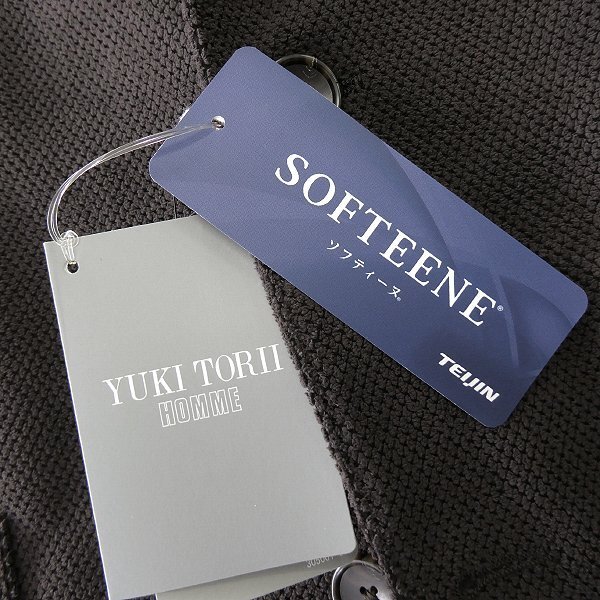 SOFTEENE®
ソフティーヌ®
TEIJIN
YUKI TORII
HOMME